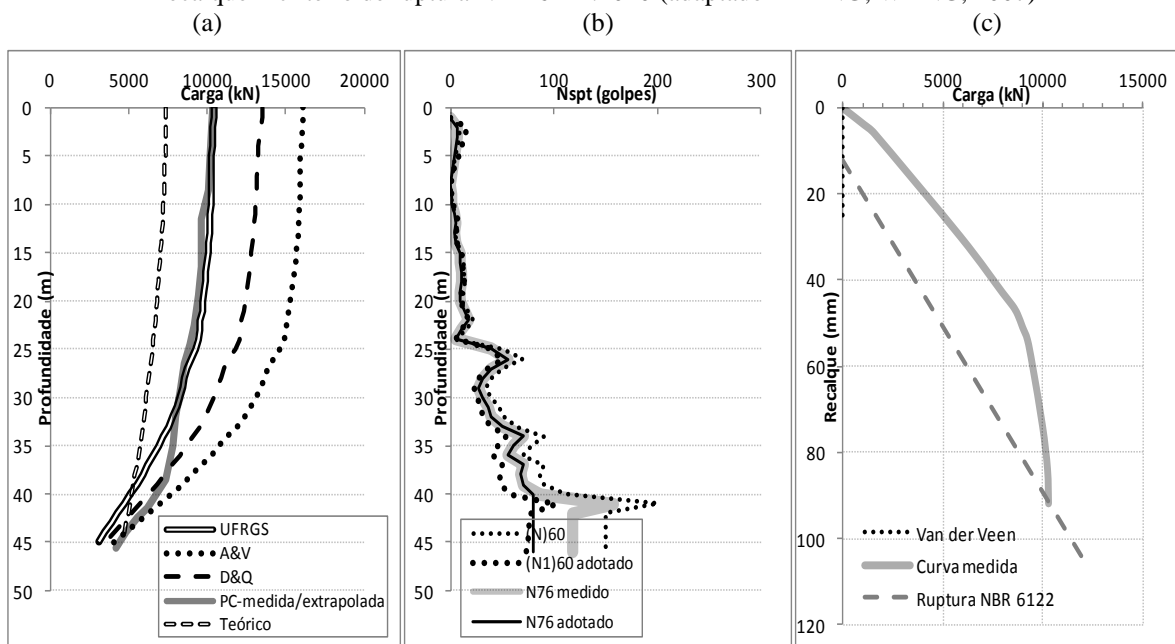 (a) (b) (c)
0 5000 10000 15000 20000
Carga (kN)
Profundidade (m)
0
5
10
15
20
25
30
35
40
45
50
UFRGS
A&V
D&Q
PC-medida/extrapolada
Teórico
0 100 200 300
Nspt (golpes)
Profundidade (m)
0
5
10
15
20
25
30
35
40
45
50
(N)60
(N1)60 adotado
N76 medido
N76 adotado
0 5000 10000 15000
Carga (kN)
Recalque (mm)
0
20
40
60
80
100
120
Van der Veen
Curva medida
Ruptura NBR 6122